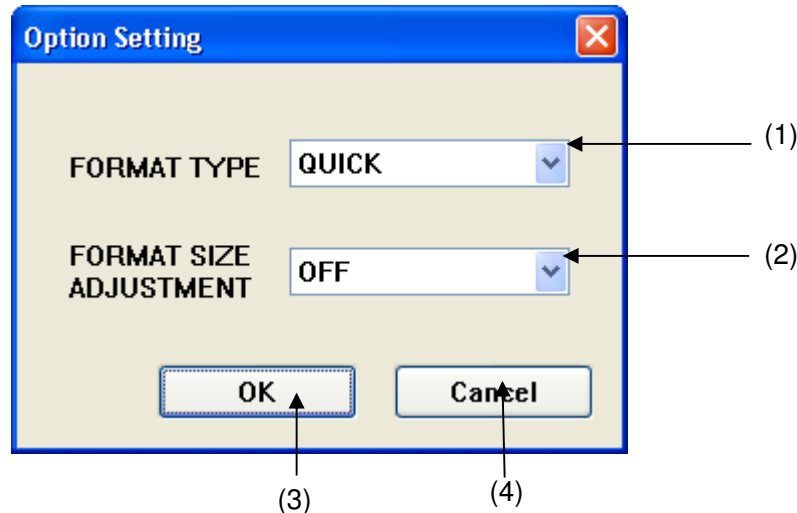 Option Setting
FORMAT TYPE QUICK
(1)
FORMAT SIZE
ADJUSTMENT
OFF
(2)
OK Cancel
(3) (4)